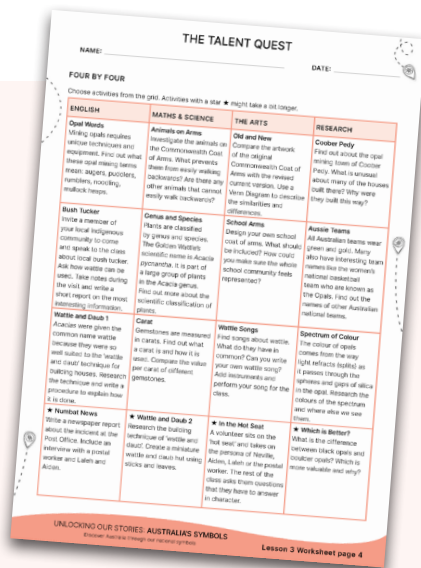 THE TALENT QUEST
NAME:
DATE:
FOUR BY FOUR
Choose activities from the grid. Activities with a star ★ might take a bit longer.
ENGLISH
MATHS & SCIENCE
THE ARTS
RESEARCH
Opal Words
Mining opals requires
unique techniques and
equipment. Find out what
these opal mining terms
mean: augers, puddlers,
rumblers, noodling,
mullock heaps.
Animals on Arms
Investigate the animals on
the Commonwealth Coat
of Arms. What prevents
them from easily walking
backwards? Are there any
other animals that cannot
easily walk backwards?
Old and New
Compare the artwork
of the original
Commonwealth Coat of
Arms with the revised
current version. Use a
Venn Diagram to describe
the similarities and
differences.
Coober Pedy
Find out about the opal
mining town of Coober
Pedy. What is unusual
about many of the houses
built there? Why were
they built this way?
Bush Tucker
Invite a member of
your local Indigenous
community to come
and speak to the class
about local bush tucker.
Ask how wattle can be
used. Take notes during
the visit and write a
short report on the most
interesting information.
Genus and Species
Plants are classified
by genus and species.
The Golden Wattle's
scientific name is Acacia
pycnantha. It is part of
a large group of plants
in the Acacia genus.
Find out more about the
scientific classification of
plants.
School Arms
Design your own school
coat of arms. What should
be included? How could
you make sure the whole
school community feels
represented?
Aussie Teams
All Australian teams wear
green and gold. Many
also have interesting team
names like the women's
national basketball
team who are known as
the Opals. Find out the
names of other Australian
national teams.
Wattle and Daub 1
Acacias were given the
common name wattle
because they were so
well suited to the 'wattle
and daub' technique for
building houses. Research
the technique and write a
procedure to explain how
it is done.
Carat
Gemstones are measured
in carats. Find out what
a carat is and how it is
used. Compare the value
per carat of different
gemstones.
Wattle Songs
Find songs about wattle.
What do they have in
common? Can you write
your own wattle song?
Add instruments and
perform your song for the
class.
Spectrum of Colour
The colour of opals
comes from the way
light refracts (splits) as
it passes through the
spheres and gaps of silica
in the opal. Research the
colours of the spectrum
and where else we see
them.
★ Numbat News
Write a newspaper report
about the incident at the
Post Office. Include an
interview with a postal
worker and Laleh and
Aiden.
★ Wattle and Daub 2
Research the building
technique of 'wattle and
daub'. Create a miniature
wattle and daub hut using
sticks and leaves.
★ In the Hot Seat
A volunteer sits on the
'hot seat' and takes on
the persona of Neville,
Aiden, Laleh or the postal
worker. The rest of the
class asks them questions
that they have to answer
in character.
★ Which is Better?
What is the difference
between black opals and
boulder opals? Which is
more valuable and why?
UNLOCKING OUR STORIES: AUSTRALIA'S SYMBOLS
Discover Australia through our national symbols
Lesson 3 Worksheet page 4